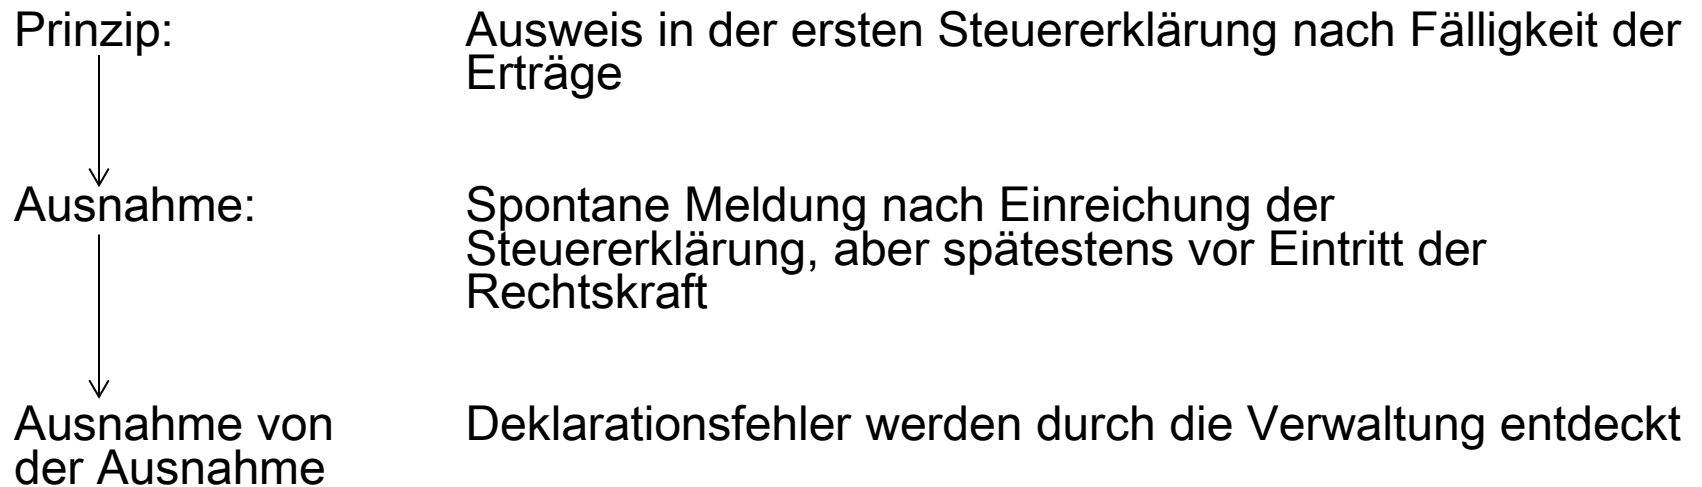 Prinzip:
Ausweis in der ersten Steuererklärung nach Fälligkeit der
Erträge
Ausnahme:
Spontane Meldung nach Einreichung der
Steuererklärung, aber spätestens vor Eintritt der
Rechtskraft
Ausnahme von
der Ausnahme
Deklarationsfehler werden durch die Verwaltung entdeckt